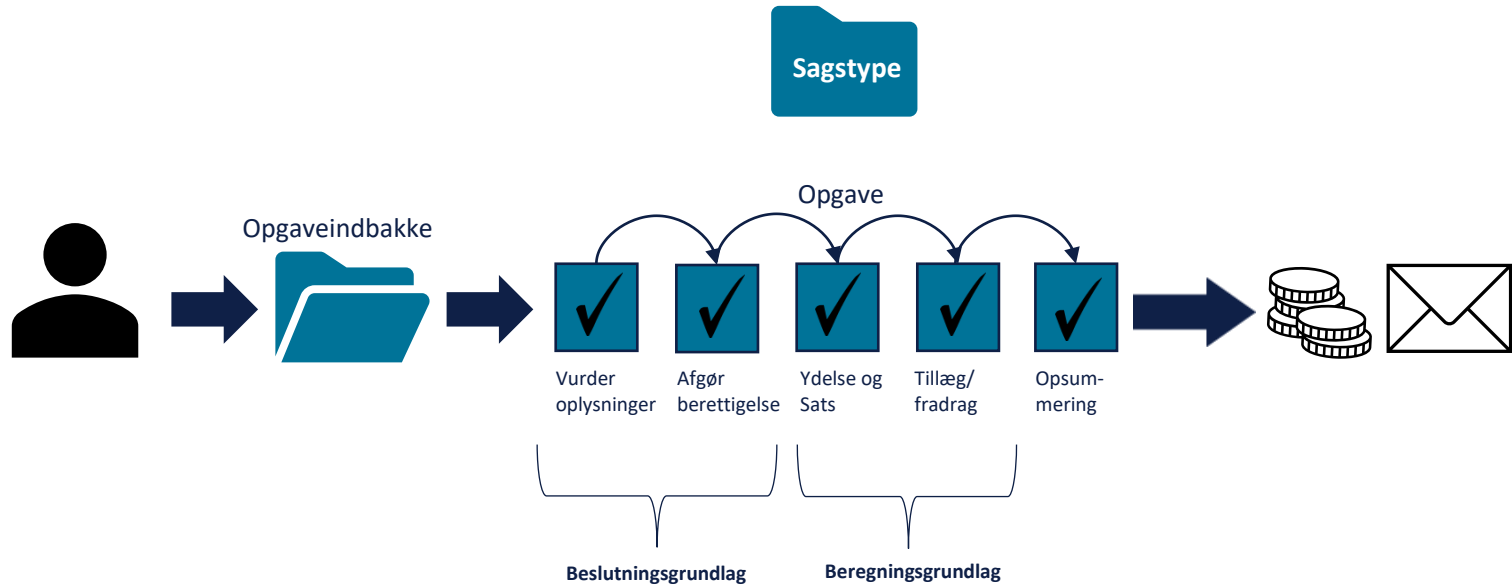 Sagstype
Opgave
Opgaveindbakke
Vurder
oplysninger
Afgør
berettigelse
Ydelse og
Sats
Tillæg/
fradrag
Opsum-
mering
Beslutningsgrundlag
Beregningsgrundlag